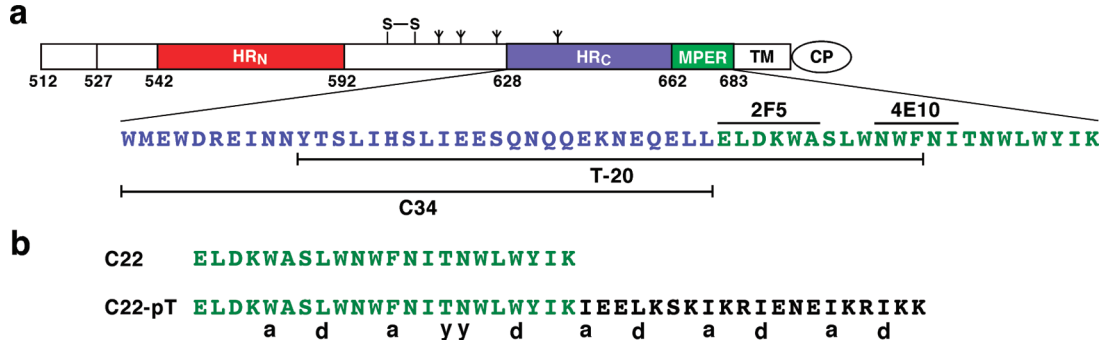 a
S—S
HRN HRC MPER TM CP
512 527 542 592 628 662 683
2F5 4E10
WMEWDREINNYTSLIHSLIEESQNQQEKNEQELLELDKWASLWNWFNITNWLWYIK
T-20
C34
b
C22 ELDKWASLWNWFNITNWLWYIK
C22-pT ELDKWASLWNWFNITNWLWYIKIEELKSKIKRIENEIKRIKK
a d a y y d a d a d a d